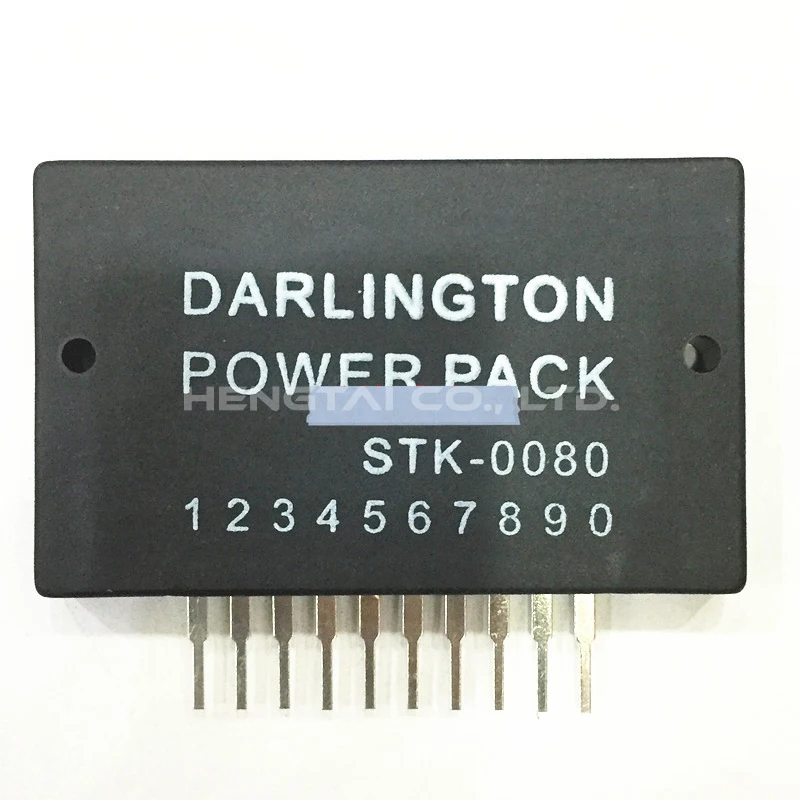 DARLINGTON
POWER PACK
HENGTAI CO., LTD.
STK-0080
1 2 3 4 5 6 7 8 9 0